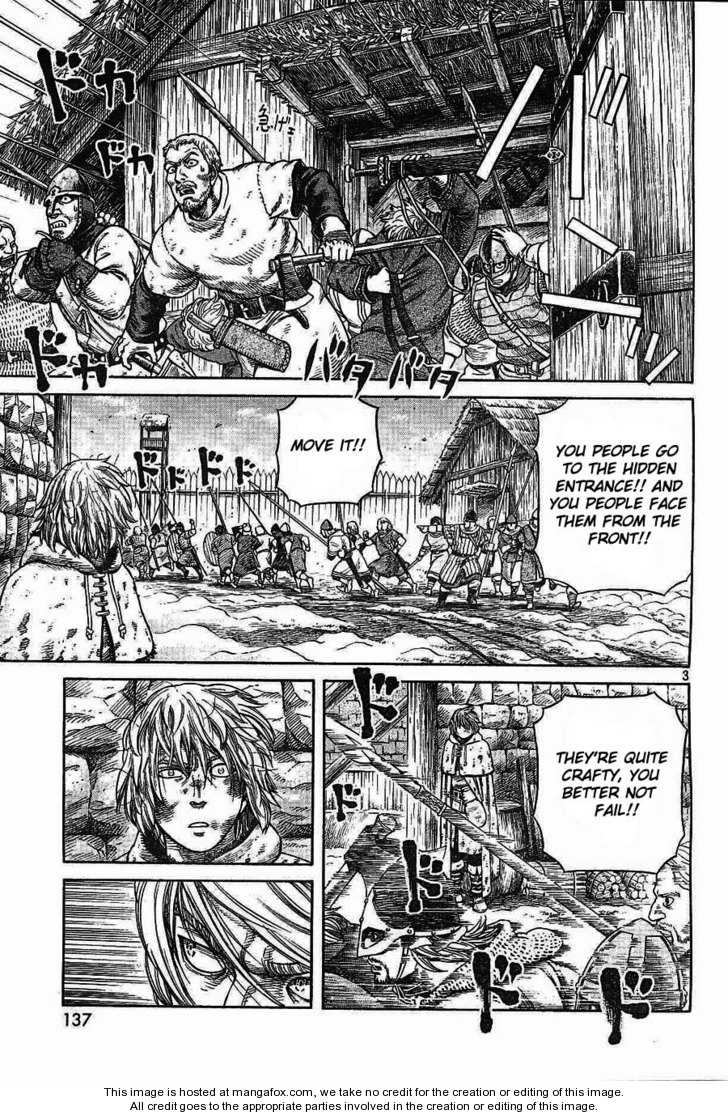 ドカ
ドカ
急げェ
ドカ
バタバタ
MOVE IT!!
YOU PEOPLE GO
TO THE HIDDEN
ENTRANCE!! AND
YOU PEOPLE FACE
THEM FROM THE
FRONT!!
ドドドド
3
ド
THEY'RE QUITE
CRAFTY, YOU
BETTER NOT
FAIL!!
ド
ド
ド
ド
137
This image is hosted at mangafox.com, we take no credit for the creation or editing of this image.
All credit goes to the appropriate parties involved in the creation or editing of this image.